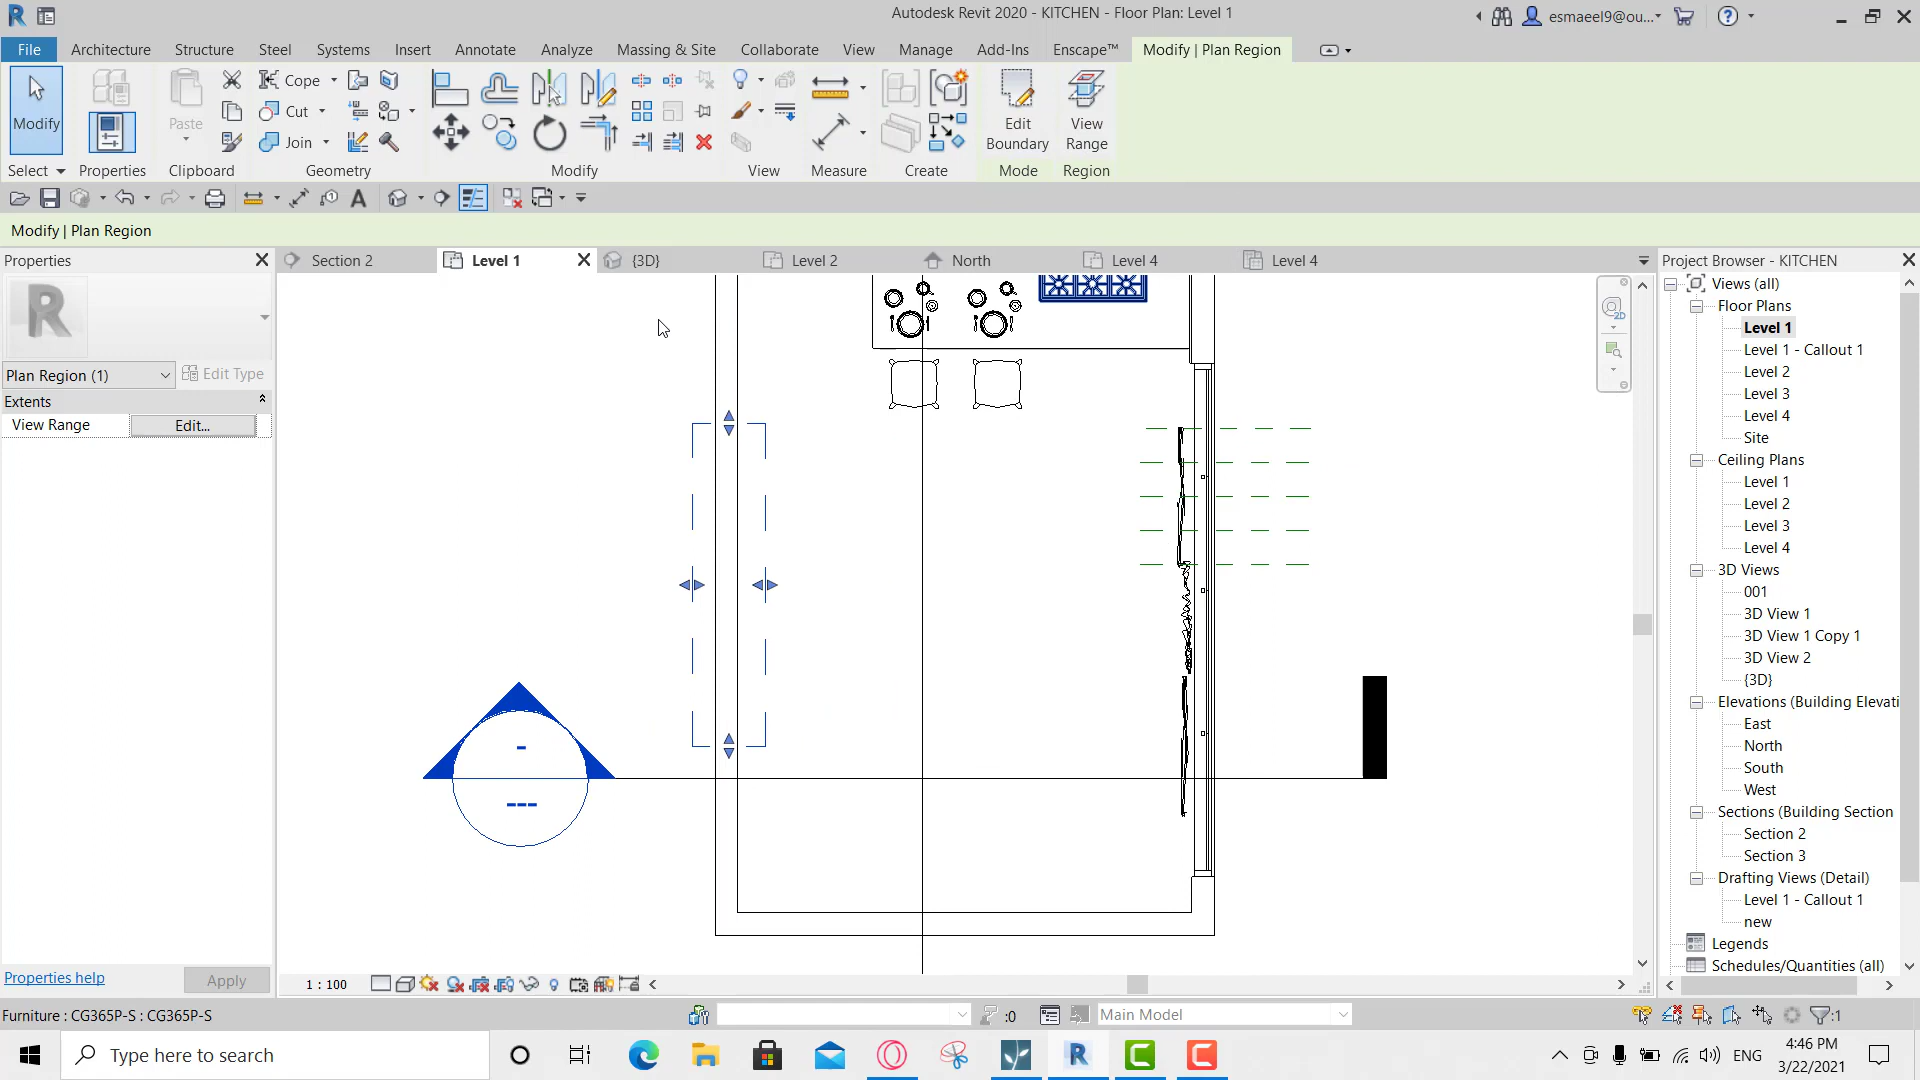 Autodesk Revit 2020 - KITCHEN - Floor Plan: Level 1
esmaeel9@ou...
File Architecture Structure Steel Systems Insert Annotate Analyze Massing & Site Collaborate View Manage Add-Ins Enscape™ Modify | Plan Region
Modify
Paste
Cope
Cut
Join
Edit Boundary
View Range
Select Properties Clipboard Geometry Modify View Measure Create Mode Region
Modify | Plan Region
Properties
Section 2
Level 1
{3D}
Level 2
North
Level 4
Level 4
Project Browser - KITCHEN
Plan Region (1)
Edit Type
Extents
View Range
Edit...
Properties help
Apply
2D
-
---
Views (all)
Floor Plans
Level 1
Level 1 - Callout 1
Level 2
Level 3
Level 4
Site
Ceiling Plans
Level 1
Level 2
Level 3
Level 4
3D Views
001
3D View 1
3D View 1 Copy 1
3D View 2
{3D}
Elevations (Building Elevati
East
North
South
West
Sections (Building Section
Section 2
Section 3
Drafting Views (Detail)
Level 1 - Callout 1
new
Legends
Schedules/Quantities (all)
1 : 100
Furniture : CG365P-S : CG365P-S
:0
Main Model
:1
Type here to search
ENG
4:46 PM
3/22/2021